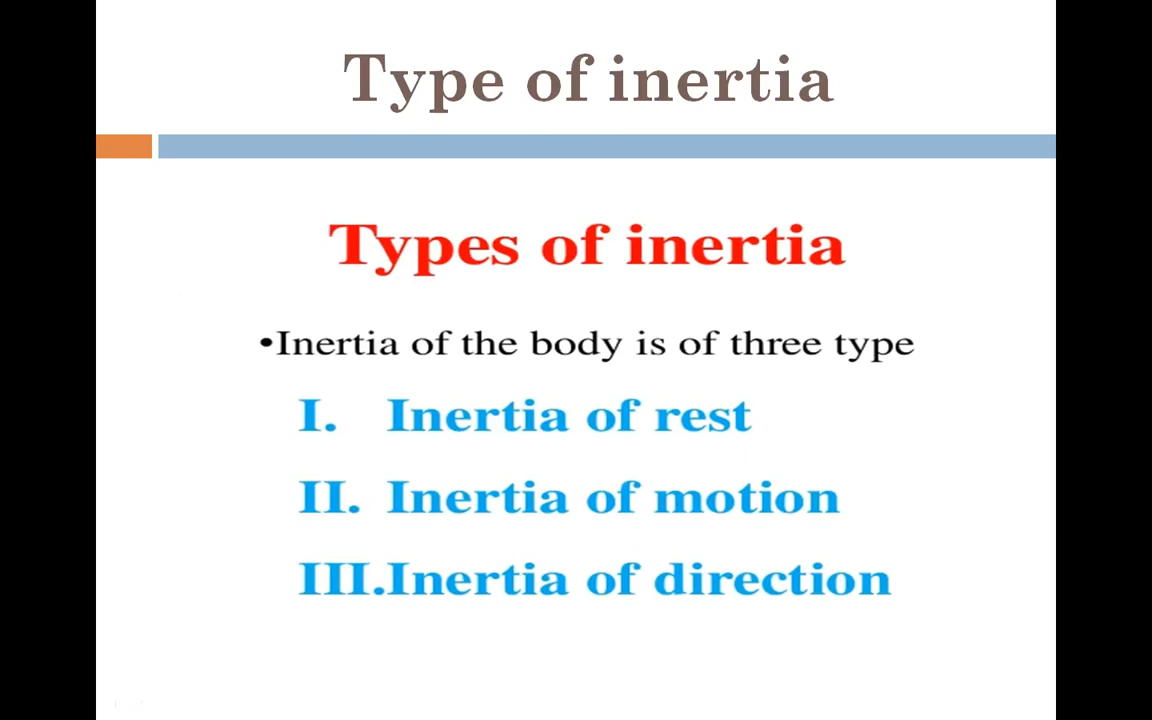 Type of inertia
Types of inertia
•Inertia of the body is of three type
I. Inertia of rest
II. Inertia of motion
III.Inertia of direction